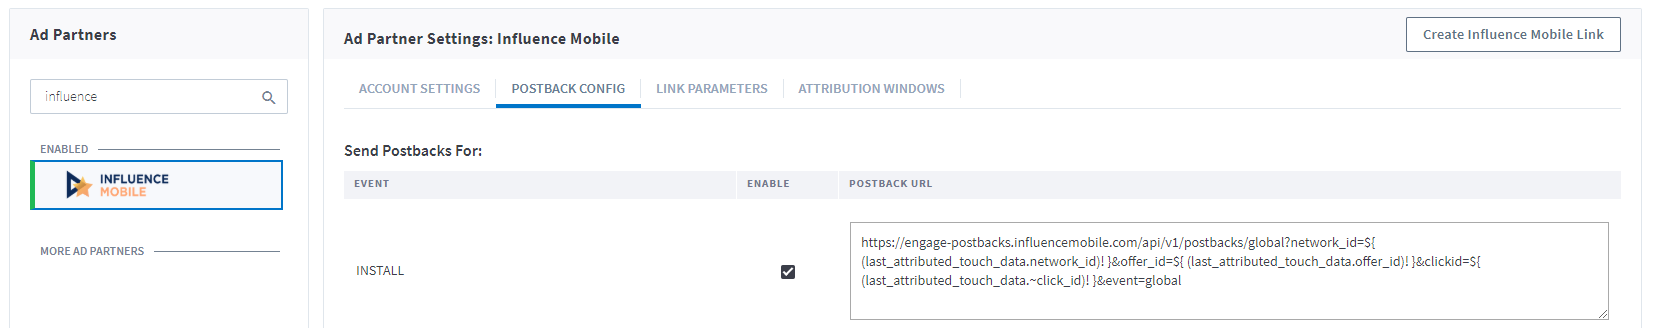 Ad Partners
influence
ENABLED
INFLUENCE
MOBILE
MORE AD PARTNERS
Ad Partner Settings: Influence Mobile
Create Influence Mobile Link
ACCOUNT SETTINGS
POSTBACK CONFIG
LINK PARAMETERS
ATTRIBUTION WINDOWS
Send Postbacks For:
EVENT
ENABLE
POSTBACK URL
INSTALL
https://engage-postbacks.influencemobile.com/api/v1/postbacks/global?network_id=${
(last_attributed_touch_data.network_id)! }&offer_id=${ (last_attributed_touch_data.offer_id)! }&clickid=${
(last_attributed_touch_data.~click_id)! }&event=global